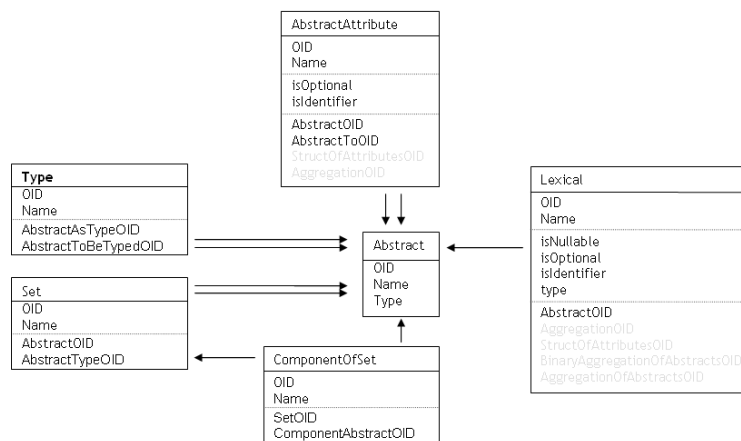 AbstractAttribute
OID
Name
isOptional
isIdentifier
AbstractOID
AbstractToOID
StructOfAttributesOID
AggregationOID
Type
OID
Name
AbstractAsTypeOID
AbstractToBeTypedOID
Set
OID
Name
AbstractOID
AbstractTypeOID
Abstract
OID
Name
Type
ComponentOfSet
OID
Name
SetOID
ComponentAbstractOID
Lexical
OID
Name
isNullable
isOptional
isIdentifier
type
AbstractOID
AggregationOID
StructOfAttributesOID
BinaryAggregationOfAbstractsOID
AggregationOfAbstractsOID